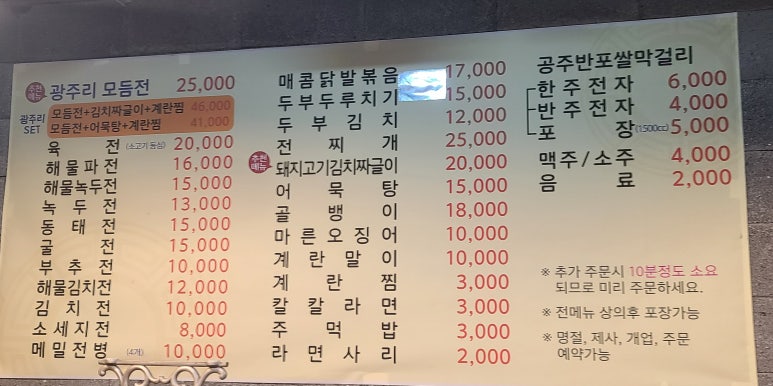 추천메뉴 광주리 모듬전 25,000
광주리 SET
모듬전+김치짜글이+계란찜 46,000
모듬전+어묵탕+계란찜 41,000
육전 (소고기 등심) 20,000
해물파전 16,000
해물녹두전 15,000
녹두전 13,000
동태전 15,000
굴전 15,000
부추전 10,000
해물김치전 12,000
김치전 10,000
소세지전 8,000
메밀전병 (4개) 10,000
매콤닭발볶음 17,000
두부두루치기 15,000
두부김치 12,000
전찌개 25,000
추천메뉴 돼지고기김치짜글이 20,000
어묵탕 15,000
골뱅이 18,000
마른오징어 10,000
계란말이 10,000
계란찜 3,000
칼칼라면 3,000
주먹밥 3,000
라면사리 2,000
공주반포쌀막걸리
한주전자 6,000
반주전자 4,000
포장 (1500cc) 5,000
맥주/소주 4,000
음료 2,000
※ 추가 주문시 10분정도 소요
되므로 미리 주문하세요.
※ 전메뉴 상의후 포장가능
※ 명절, 제사, 개업, 주문
예약가능